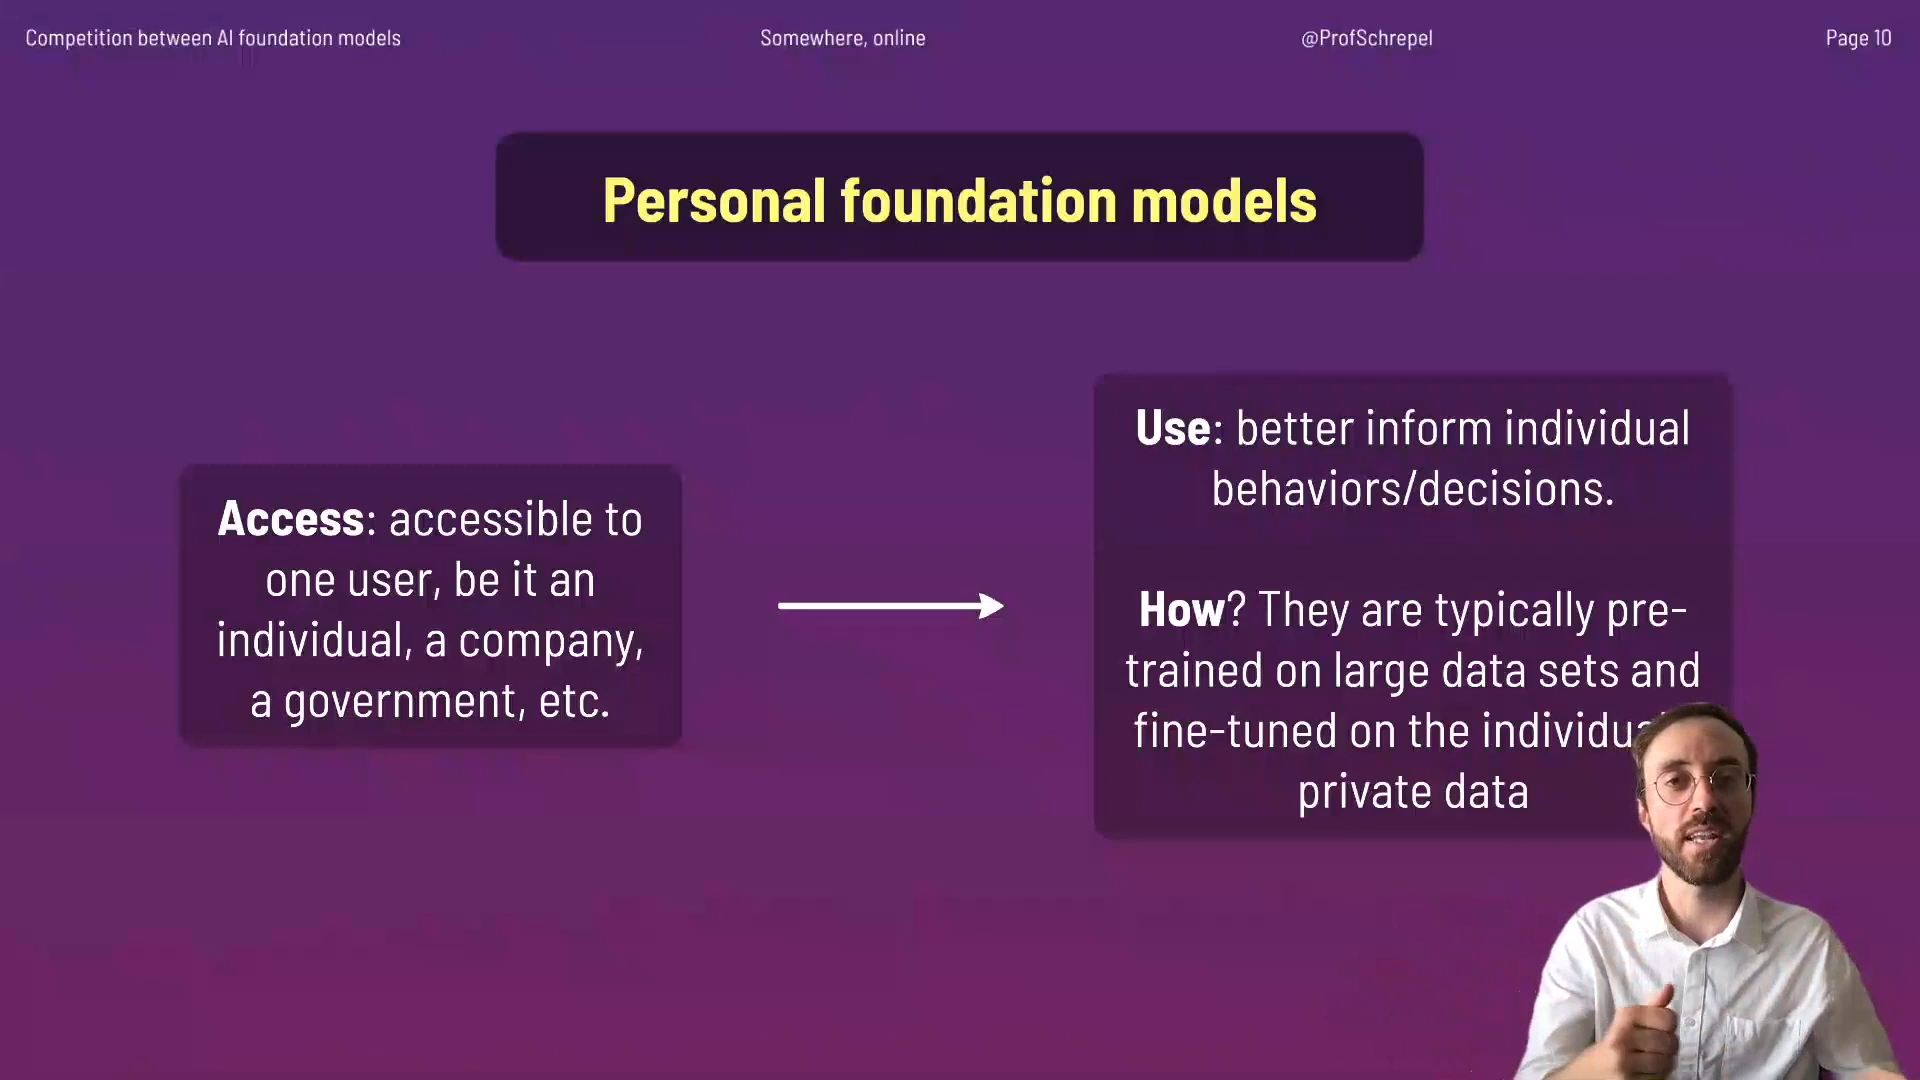 Competition between AI foundation models
Somewhere, online
@ProfSchrepel
Page 10
Personal foundation models
Access: accessible to
one user, be it an
individual, a company,
a government, etc.
Use: better inform individual
behaviors/decisions.
How? They are typically pre-
trained on large data sets and
fine-tuned on the
private data